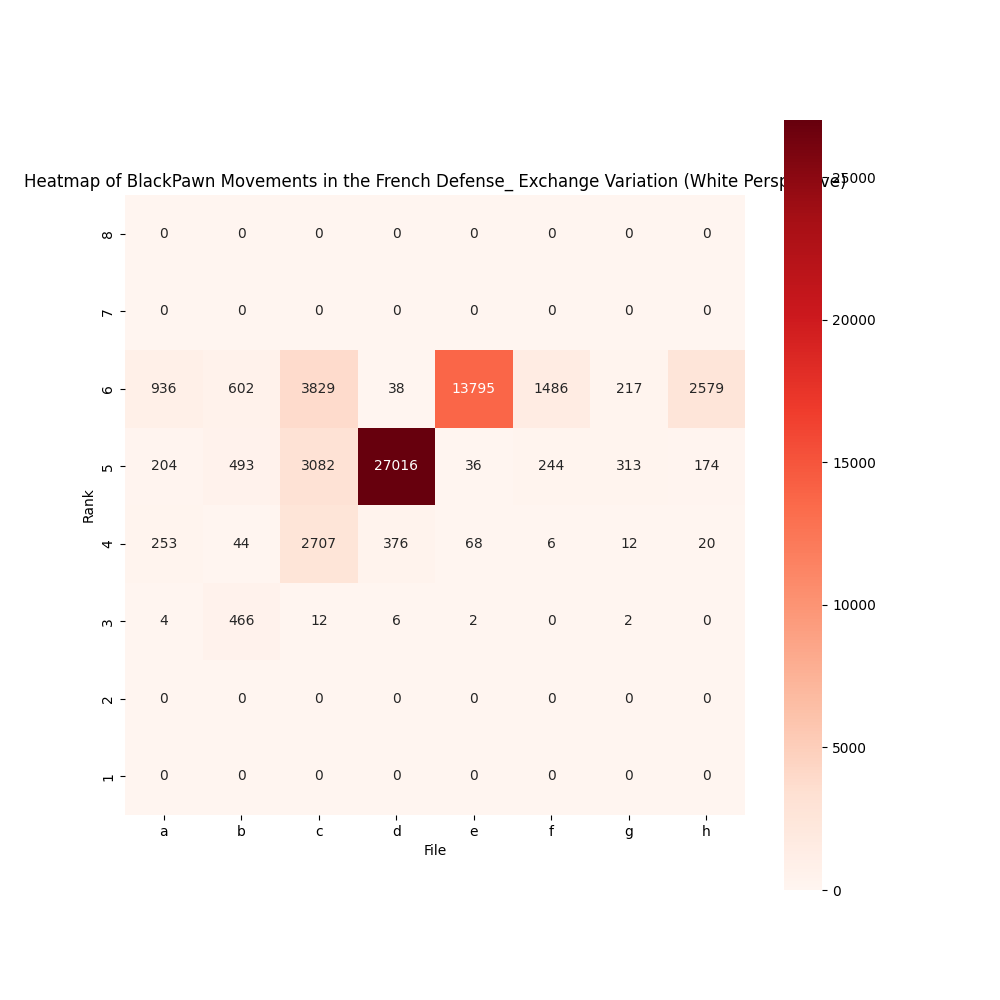 Heatmap of BlackPawn Movements in the French Defense_ Exchange Variation (White Perspective)
8 0 0 0 0 0 0 0 0
7 0 0 0 0 0 0 0 0
6 936 602 3829 38 13795 1486 217 2579
5 204 493 3082 27016 36 244 313 174
4 253 44 2707 376 68 6 12 20
3 4 466 12 6 2 0 2 0
2 0 0 0 0 0 0 0 0
1 0 0 0 0 0 0 0 0
Rank
a b c d e f g h
File
25000
20000
15000
10000
5000
0